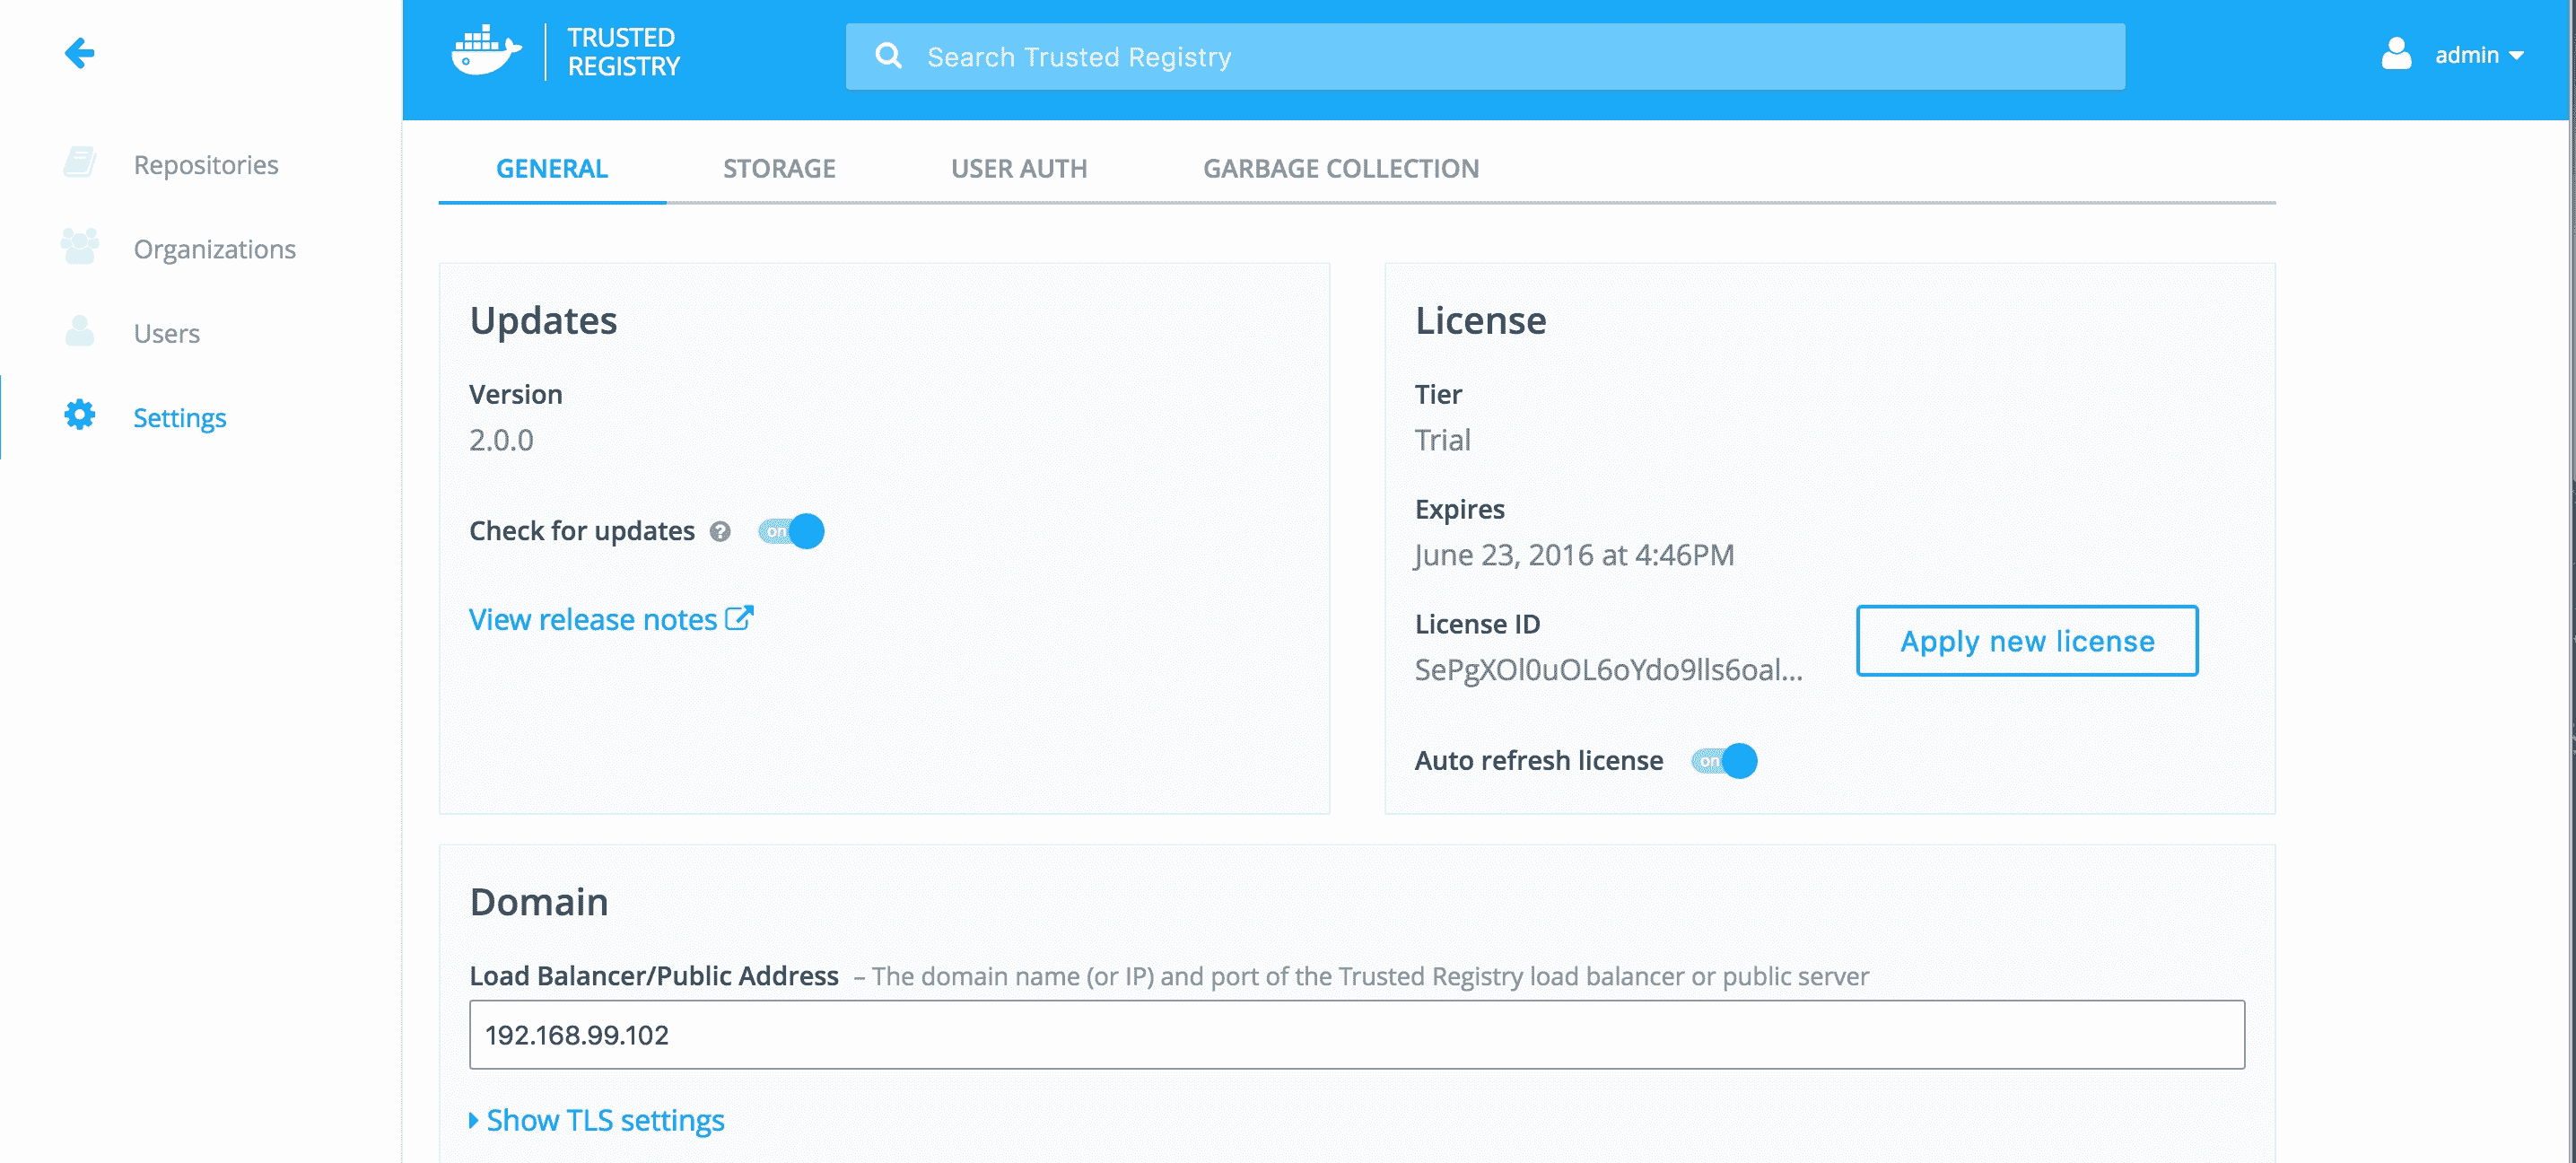 TRUSTED
REGISTRY
Search Trusted Registry
admin
Repositories
Organizations
Users
Settings
GENERAL
STORAGE
USER AUTH
GARBAGE COLLECTION
Updates
Version
2.0.0
Check for updates ? on
View release notes
License
Tier
Trial
Expires
June 23, 2016 at 4:46PM
License ID
SePgXOl0uOL6oYdo9lls6oal...
Apply new license
Auto refresh license on
Domain
Load Balancer/Public Address – The domain name (or IP) and port of the Trusted Registry load balancer or public server
192.168.99.102
Show TLS settings